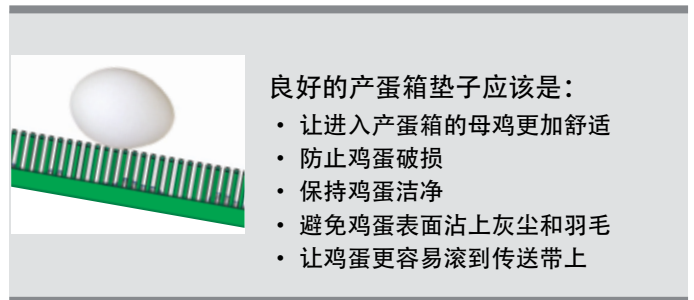 良好的产蛋箱垫子应该是：
• 让进入产蛋箱的母鸡更加舒适
• 防止鸡蛋破损
• 保持鸡蛋洁净
• 避免鸡蛋表面沾上灰尘和羽毛
• 让鸡蛋更容易滚到传送带上